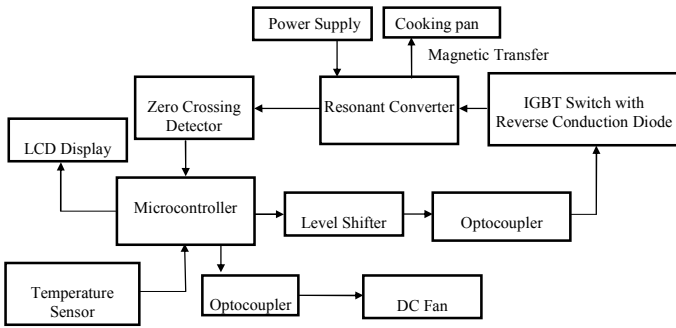 Power Supply
Cooking pan
Magnetic Transfer
Zero Crossing
Detector
Resonant Converter
IGBT Switch with
Reverse Conduction Diode
LCD Display
Microcontroller
Level Shifter
Optocoupler
Temperature
Sensor
Optocoupler
DC Fan